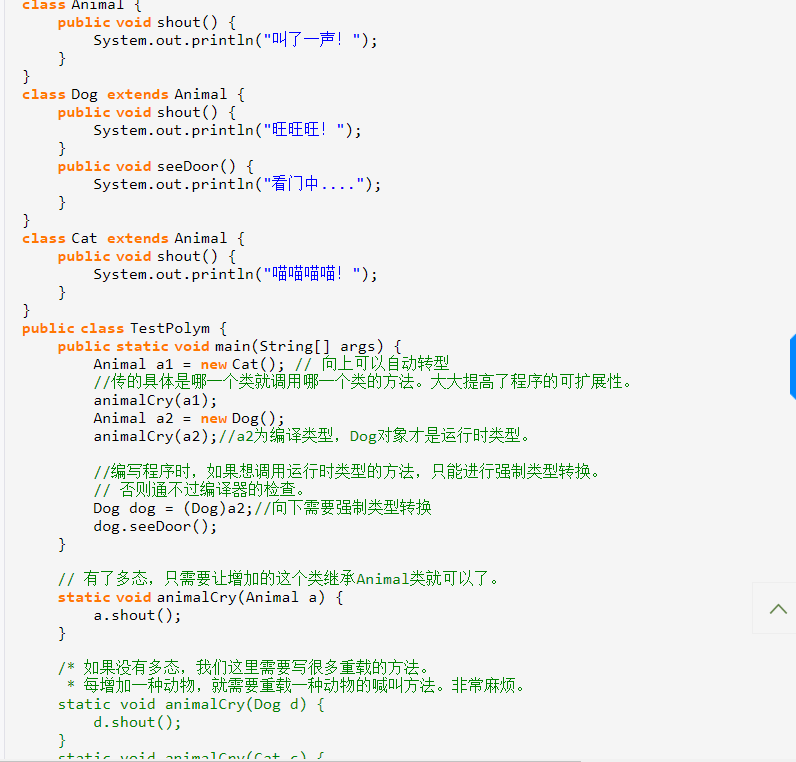 class Animal {
    public void shout() {
        System.out.println("叫了一声！");
    }
}
class Dog extends Animal {
    public void shout() {
        System.out.println("旺旺旺！");
    }
    public void seeDoor() {
        System.out.println("看门中....");
    }
}
class Cat extends Animal {
    public void shout() {
        System.out.println("喵喵喵喵！");
    }
}
public class TestPolym {
    public static void main(String[] args) {
        Animal a1 = new Cat(); // 向上可以自动转型
        //传的具体是哪一个类就调用哪一个类的方法。大大提高了程序的可扩展性。
        animalCry(a1);
        Animal a2 = new Dog();
        animalCry(a2);//a2为编译类型，Dog对象才是运行时类型。

        //编写程序时，如果想调用运行时类型的方法，只能进行强制类型转换。
        // 否则通不过编译器的检查。
        Dog dog = (Dog)a2;//向下需要强制类型转换
        dog.seeDoor();
    }

    // 有了多态，只需要让增加的这个类继承Animal类就可以了。
    static void animalCry(Animal a) {
        a.shout();
    }

    /* 如果没有多态，我们这里需要写很多重载的方法。
     * 每增加一种动物，就需要重载一种动物的喊叫方法。非常麻烦。
    static void animalCry(Dog d) {
        d.shout();
    }
    static void animalCry(Cat c) {